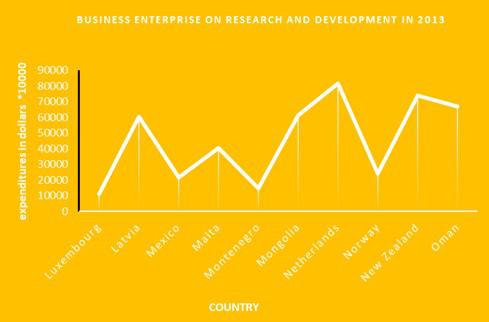 BUSINESS ENTERPRISE ON RESEARCH AND DEVELOPMENT IN 2013
expenditures in dollars *10000
90000
80000
70000
60000
50000
40000
30000
20000
10000
0
Luxembourg
Latvia
Mexico
Malta
Montenegro
Mongolia
Netherlands
Norway
New Zealand
Oman
COUNTRY